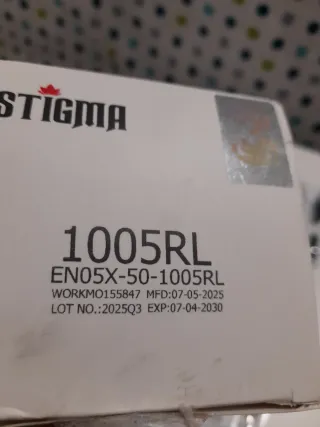 STIGMA
1005RL
EN05X-50-1005RL
WORKMO155847 MFD:07-05-2025
LOT NO.:2025Q3 EXP:07-04-2030